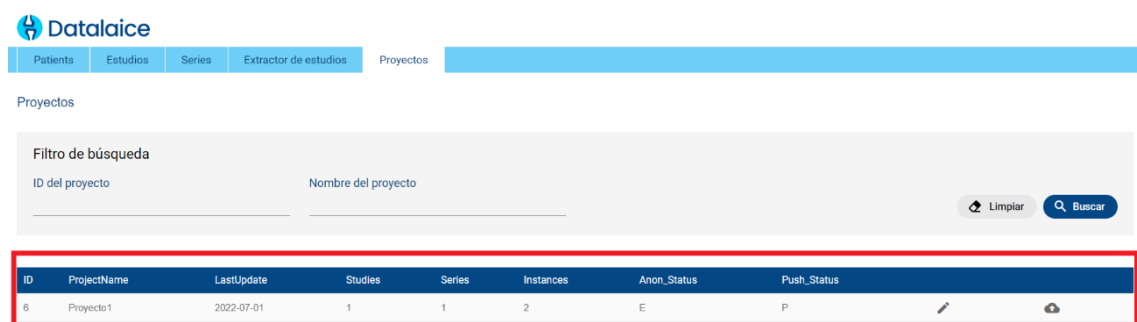 Datalaice
Patients Estudios Series Extractor de estudios Proyectos
Proyectos
Filtro de búsqueda
ID del proyecto Nombre del proyecto
Limpiar Buscar
ID ProjectName LastUpdate Studies Series Instances Anon_Status Push_Status
6 Proyecto1 2022-07-01 1 1 2 E P